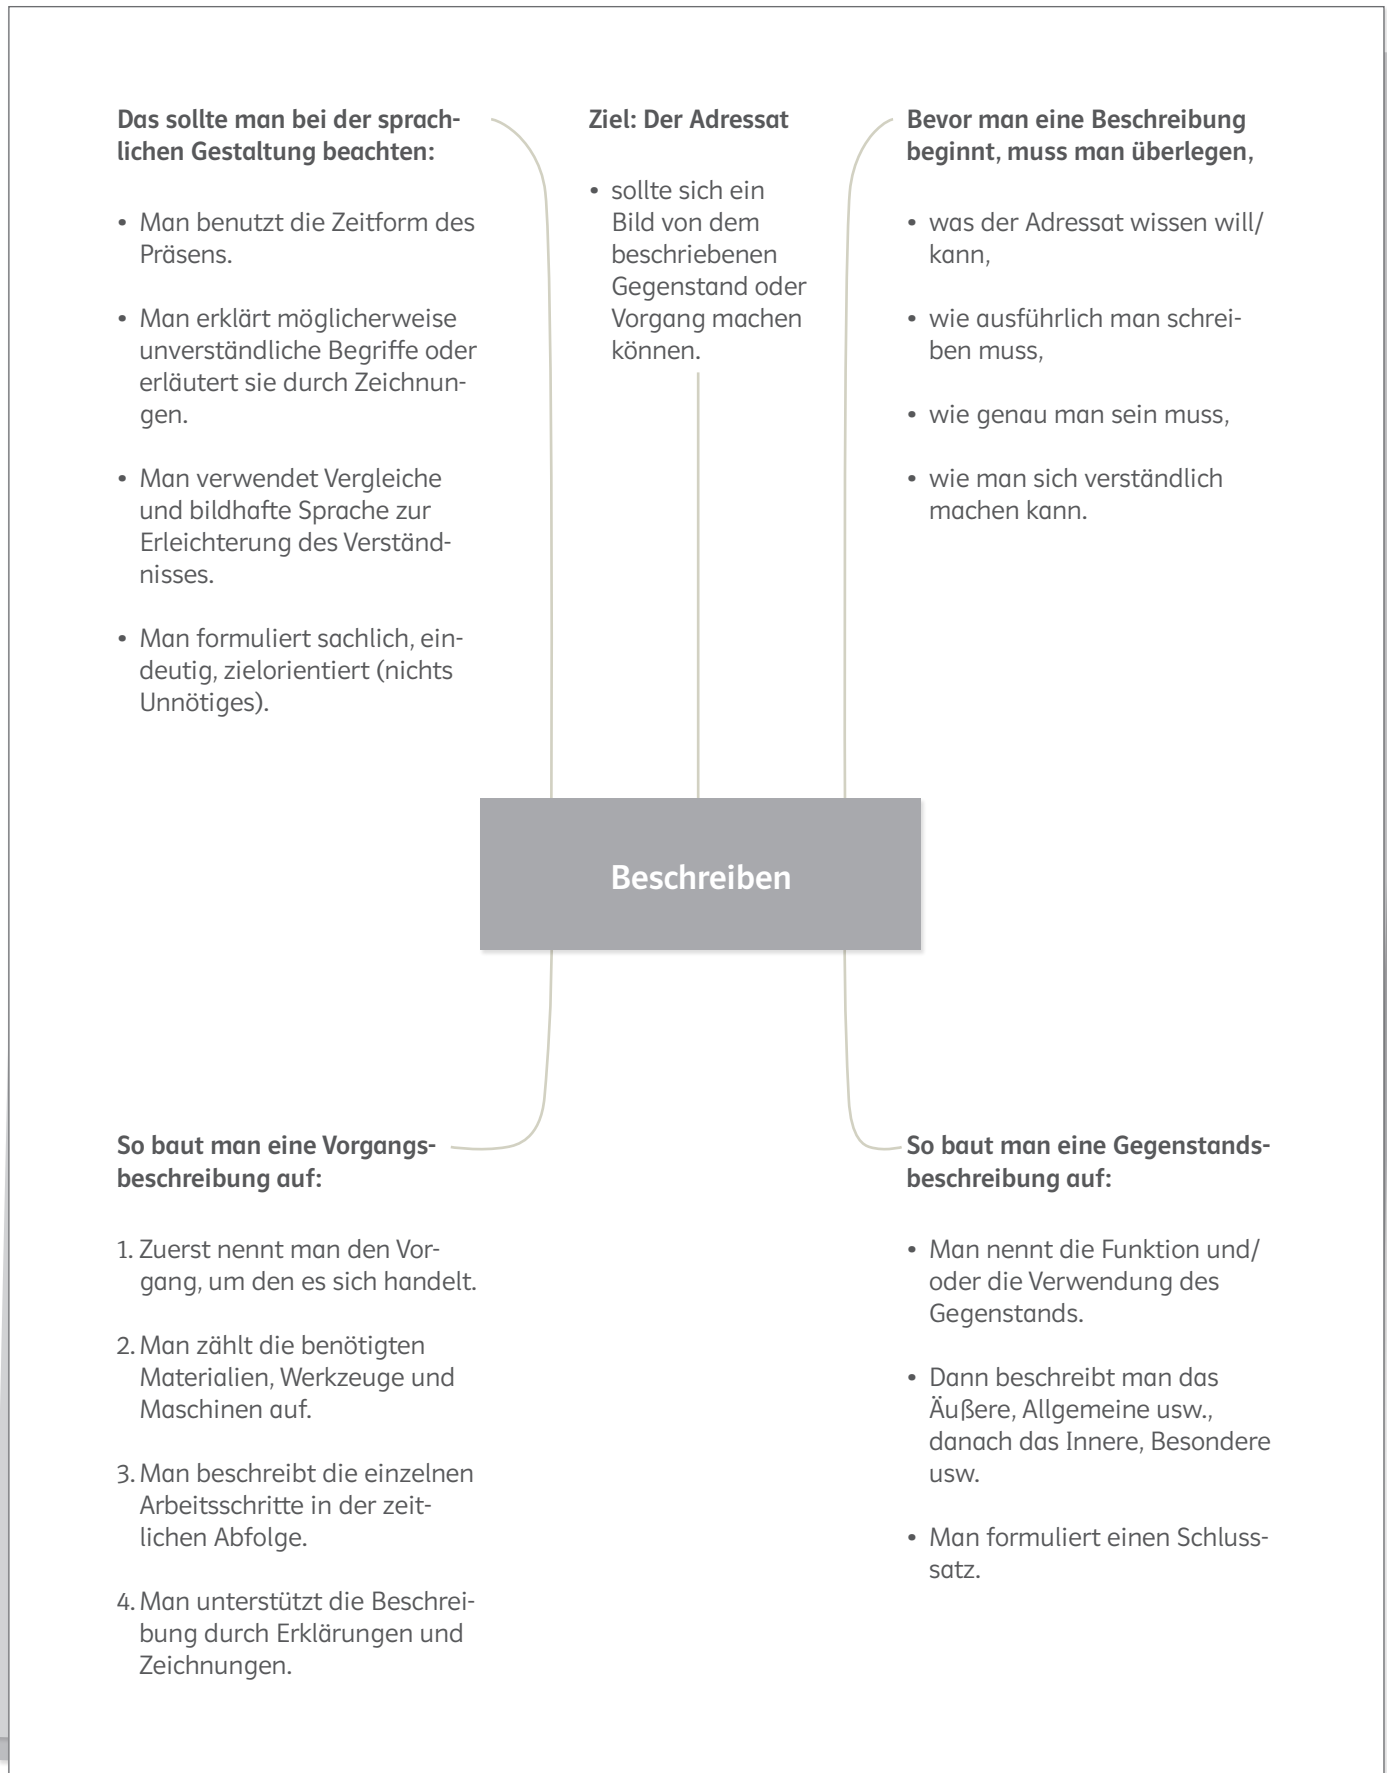 Das sollte man bei der sprach-
lichen Gestaltung beachten:
• Man benutzt die Zeitform des
Präsens.
• Man erklärt möglicherweise
unverständliche Begriffe oder
erläutert sie durch Zeichnun-
gen.
• Man verwendet Vergleiche
und bildhafte Sprache zur
Erleichterung des Verständ-
nisses.
• Man formuliert sachlich, ein-
deutig, zielorientiert (nichts
Unnötiges).
Ziel: Der Adressat
• sollte sich ein
Bild von dem
beschriebenen
Gegenstand oder
Vorgang machen
können.
Bevor man eine Beschreibung
beginnt, muss man überlegen,
• was der Adressat wissen will/
kann,
• wie ausführlich man schrei-
ben muss,
• wie genau man sein muss,
• wie man sich verständlich
machen kann.
Beschreiben
So baut man eine Vorgangs-
beschreibung auf:
1. Zuerst nennt man den Vor-
gang, um den es sich handelt.
2. Man zählt die benötigten
Materialien, Werkzeuge und
Maschinen auf.
3. Man beschreibt die einzelnen
Arbeitsschritte in der zeit-
lichen Abfolge.
4. Man unterstützt die Beschrei-
bung durch Erklärungen und
Zeichnungen.
So baut man eine Gegenstands-
beschreibung auf:
• Man nennt die Funktion und/
oder die Verwendung des
Gegenstands.
• Dann beschreibt man das
Äußere, Allgemeine usw.,
danach das Innere, Besondere
usw.
• Man formuliert einen Schluss-
satz.